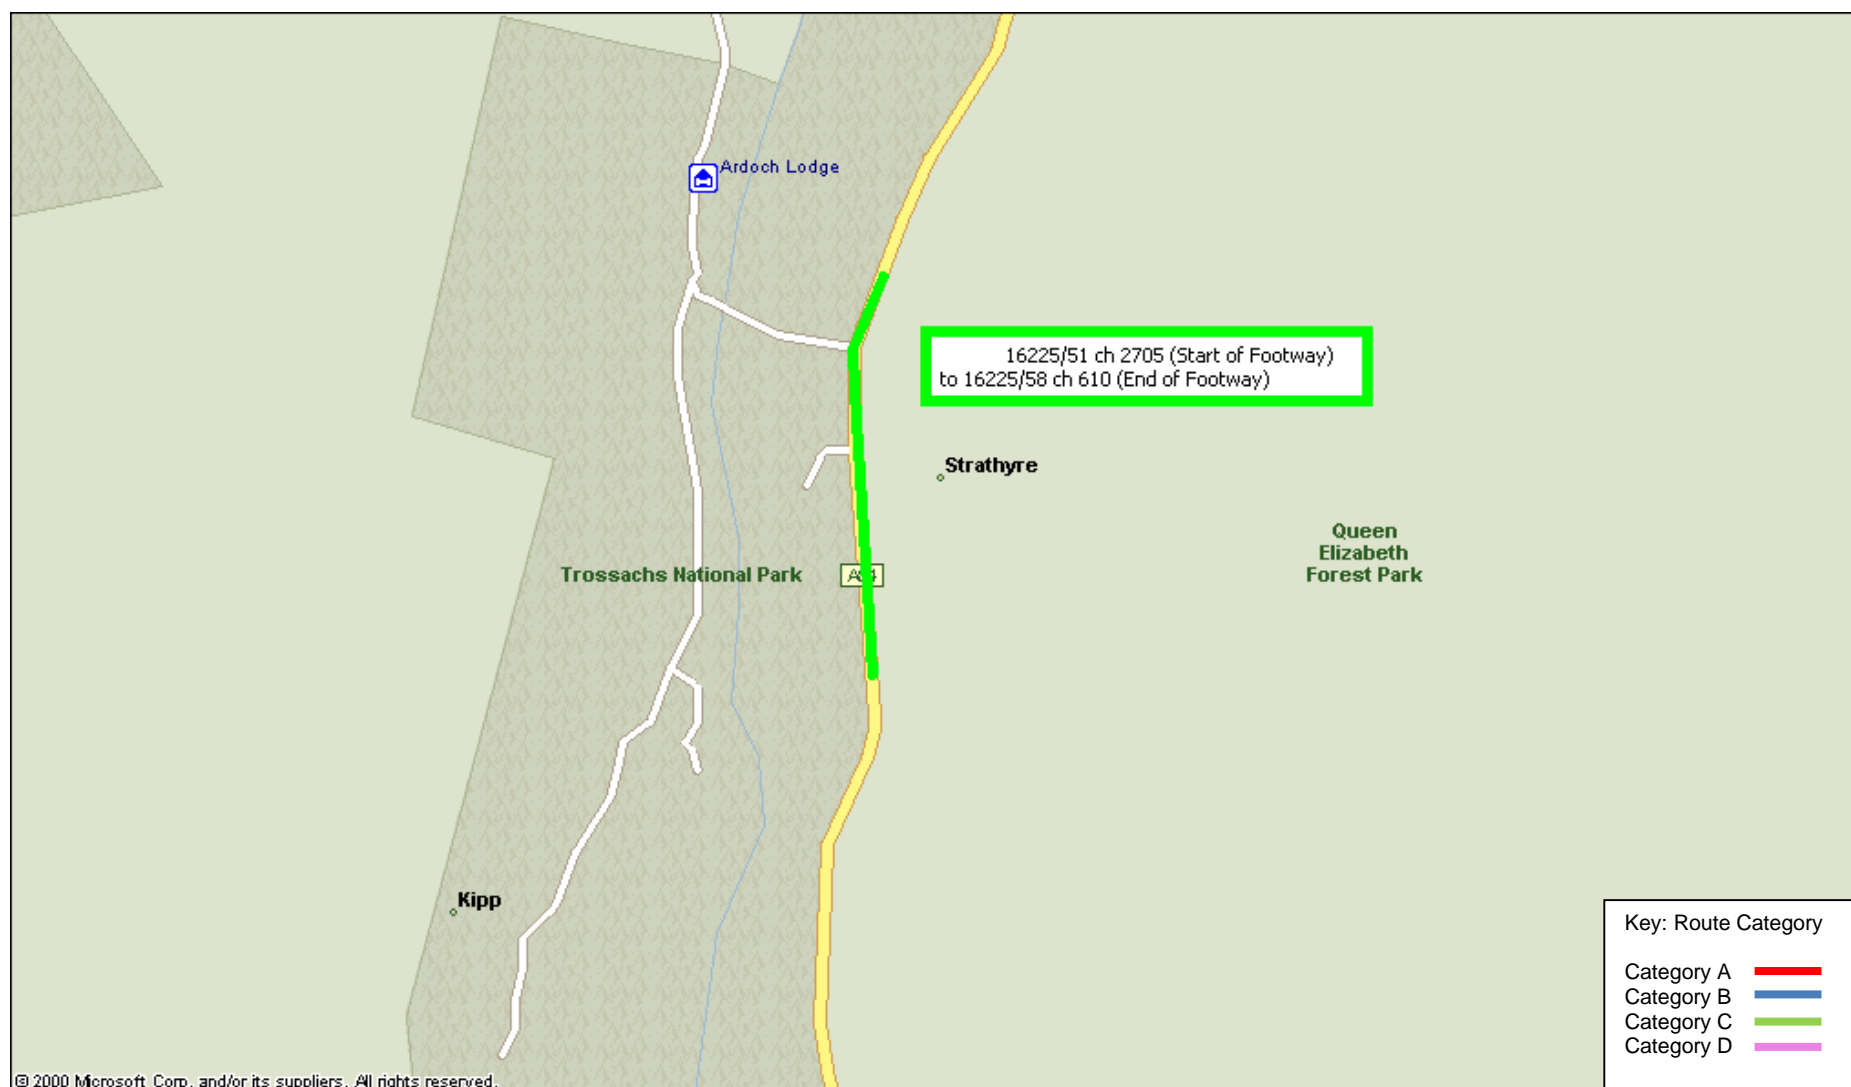 Ardoch Lodge
16225/51 ch 2705 (Start of Footway)
to 16225/58 ch 610 (End of Footway)
Strathyre
Queen
Elizabeth
Forest Park
Trossachs National Park
A84
Kipp
Key: Route Category
Category A
Category B
Category C
Category D
© 2000 Microsoft Corp. and/or its suppliers. All rights reserved.